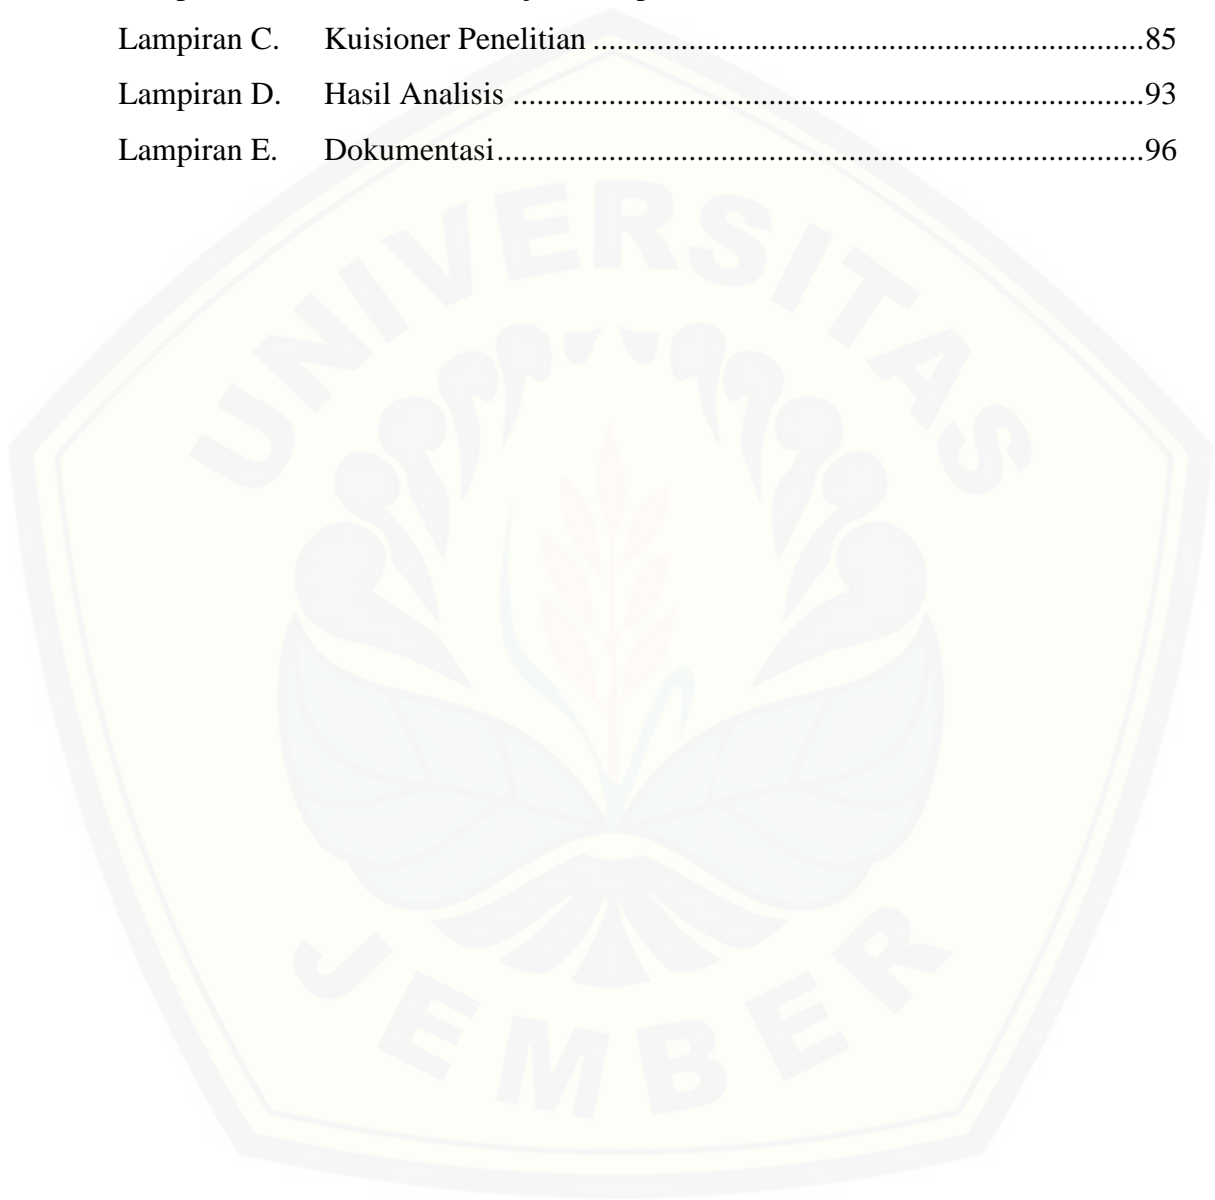 Lampiran C. Kuisioner Penelitian ......................................................................85
Lampiran D. Hasil Analisis ................................................................................93
Lampiran E. Dokumentasi..................................................................................96
UNIVERSITAS
JEMBER